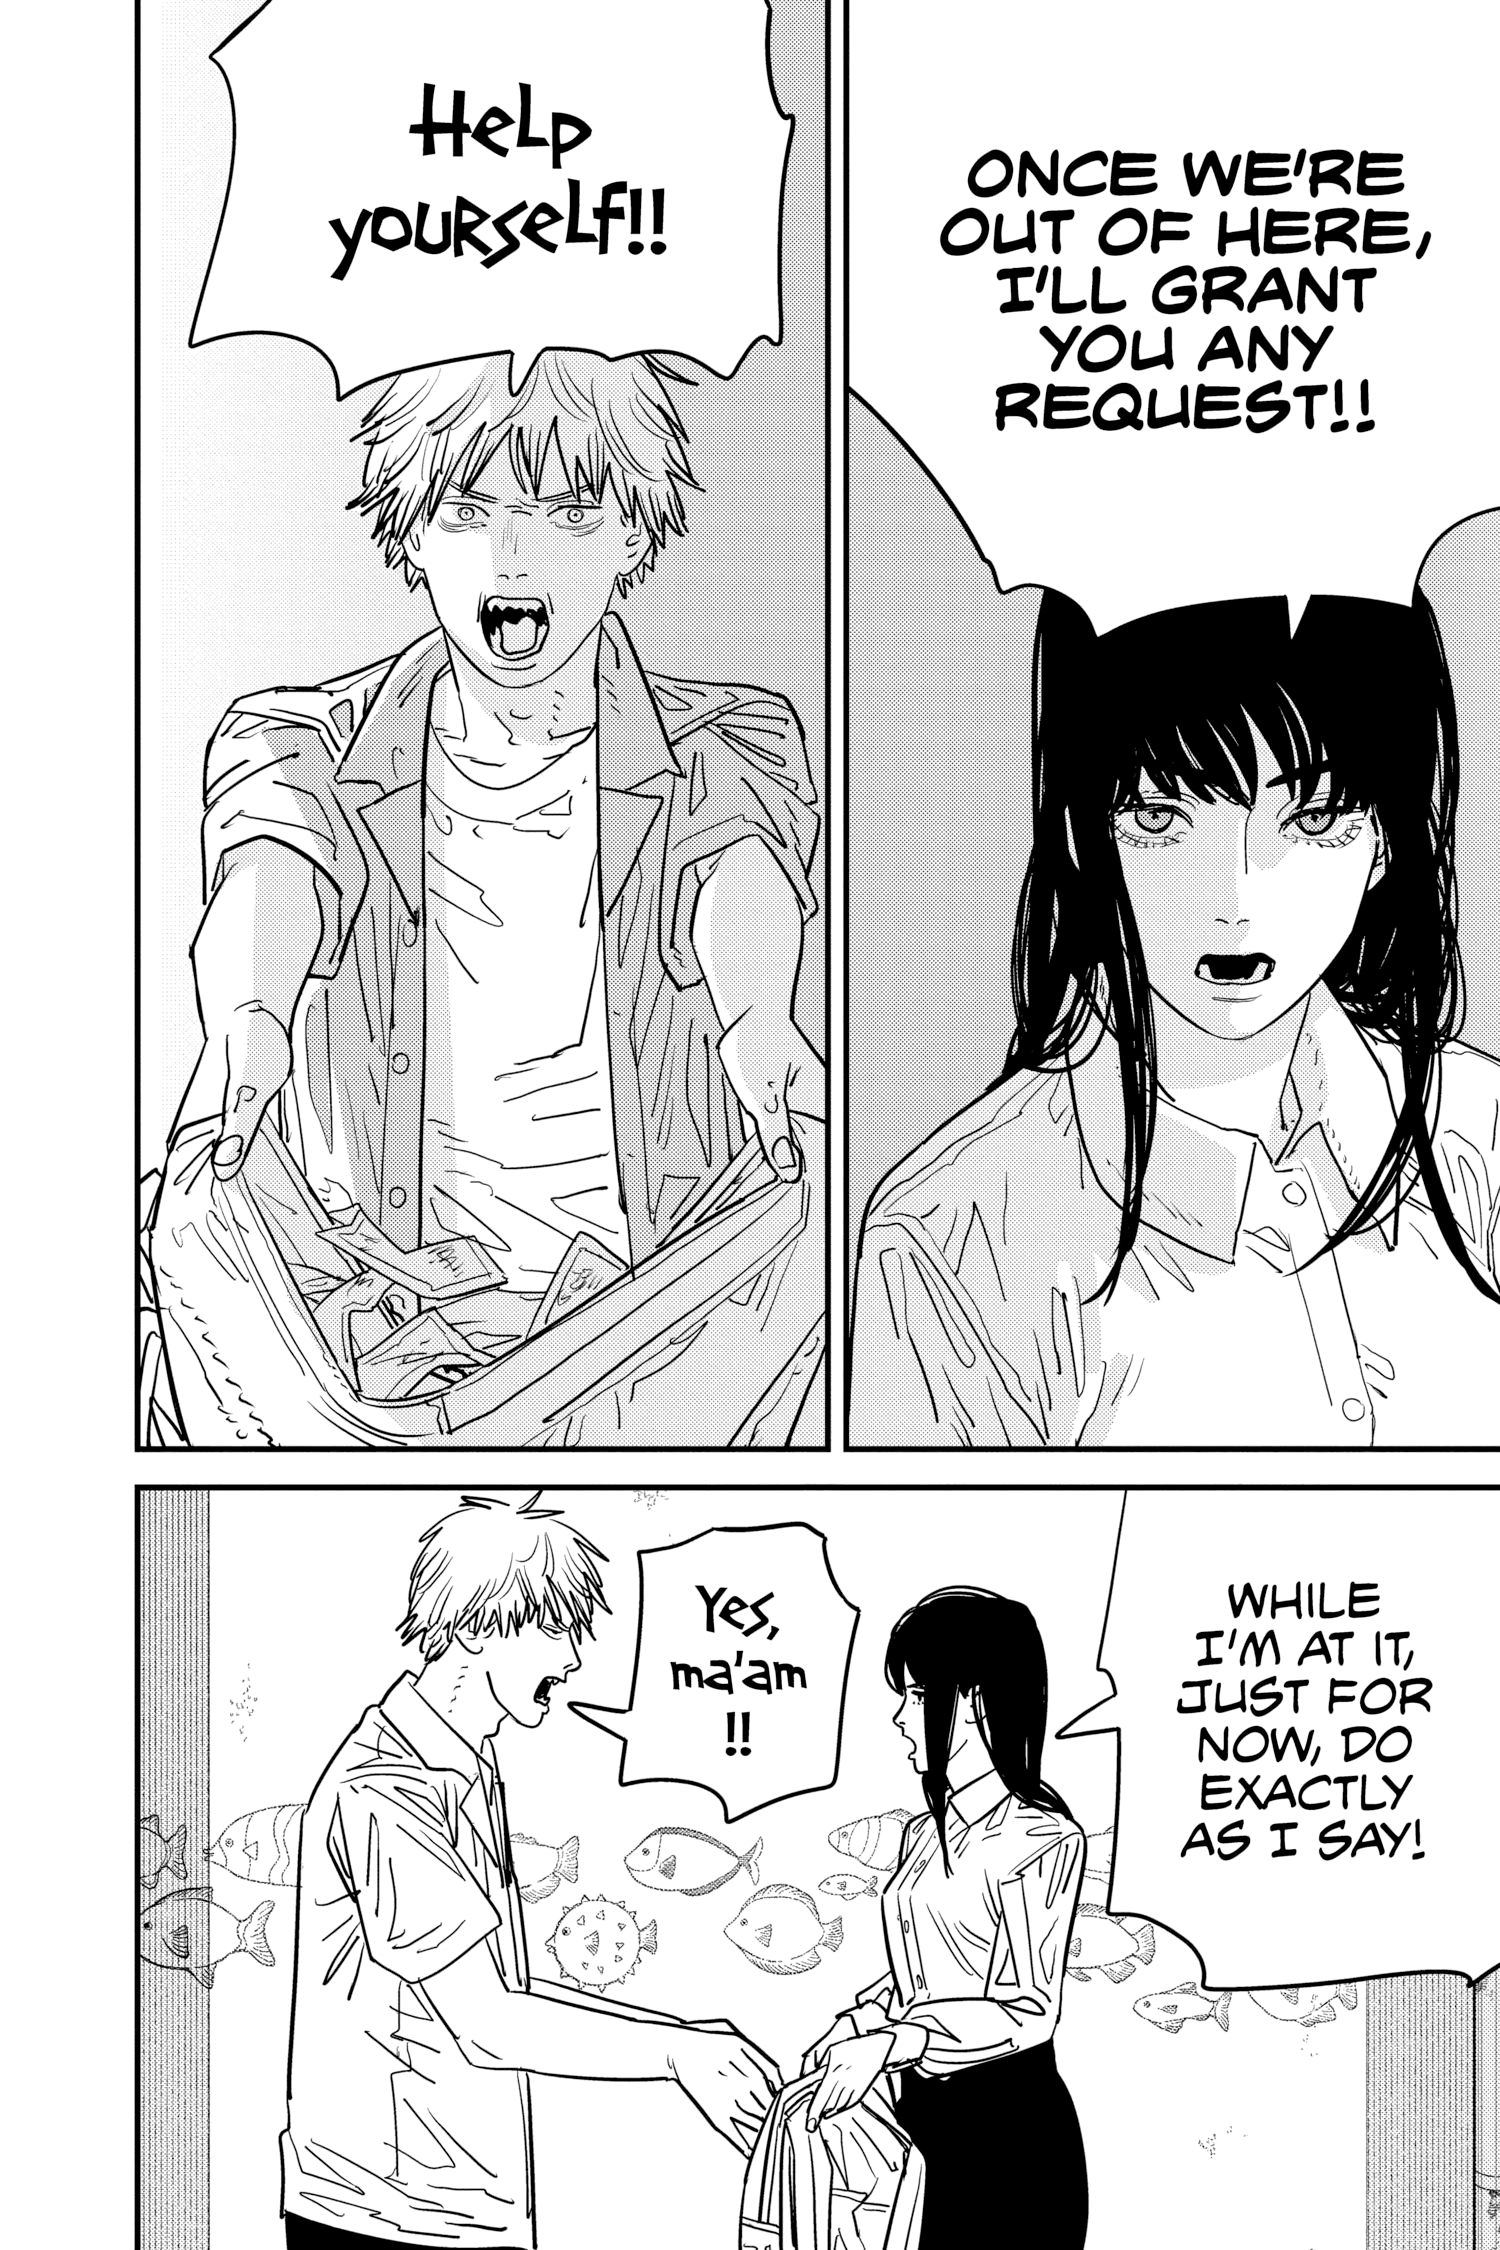 ONCE WE'RE
OUT OF HERE,
I'LL GRANT
YOU ANY
REQUEST!!
Help
yourself!!
WHILE
I'M AT IT,
JUST FOR
NOW, DO
EXACTLY
AS I SAY!
Yes,
ma'am
!!